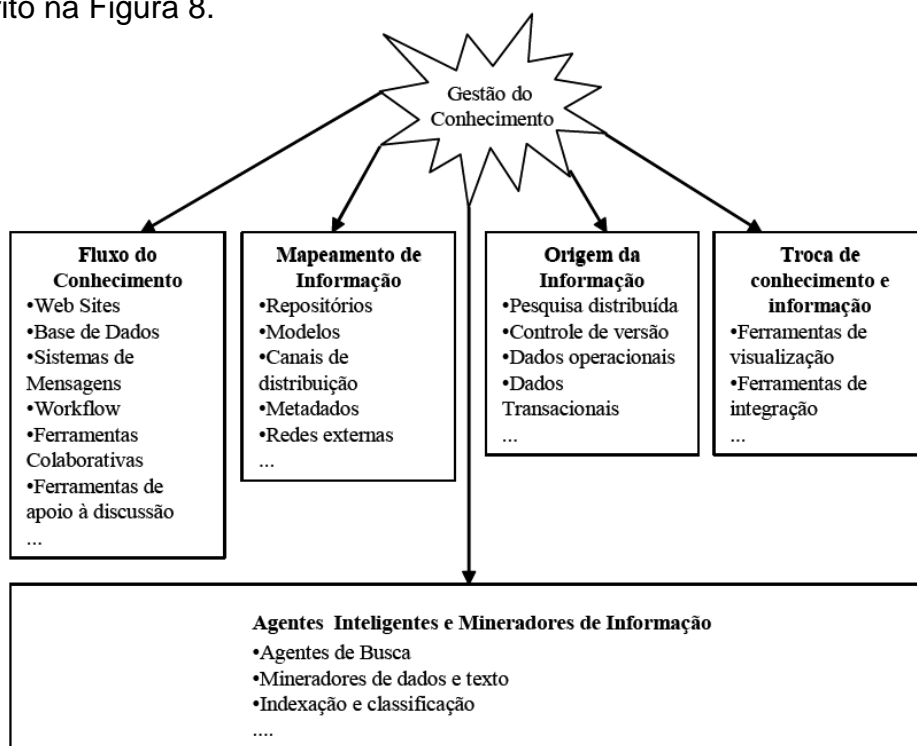 ito na Figura 8.
Gestão do
Conhecimento
Fluxo do
Conhecimento
•Web Sites
•Base de Dados
•Sistemas de
Mensagens
•Workflow
•Ferramentas
Colaborativas
•Ferramentas de
apoio à discussão
...
Mapeamento de
Informação
•Repositórios
•Modelos
•Canais de
distribuição
•Metadados
•Redes externas
...
Origem da
Informação
•Pesquisa distribuída
•Controle de versão
•Dados operacionais
•Dados
Transacionais
...
Troca de
conhecimento e
informação
•Ferramentas de
visualização
•Ferramentas de
integração
...
Agentes Inteligentes e Mineradores de Informação
•Agentes de Busca
•Mineradores de dados e texto
•Indexação e classificação
....